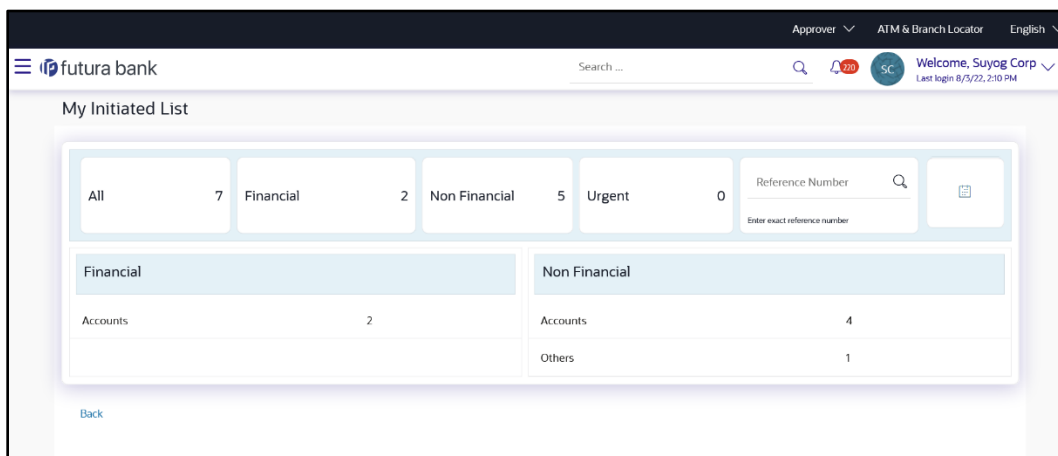 Approver ATM & Branch Locator English
futura bank Search ... 220 SC Welcome, Suyog Corp
Last login 8/3/22, 2:10 PM
My Initiated List
All 7 Financial 2 Non Financial 5 Urgent 0 Reference Number
Enter exact reference number
Financial Non Financial
Accounts 2 Accounts 4
Others 1
Back